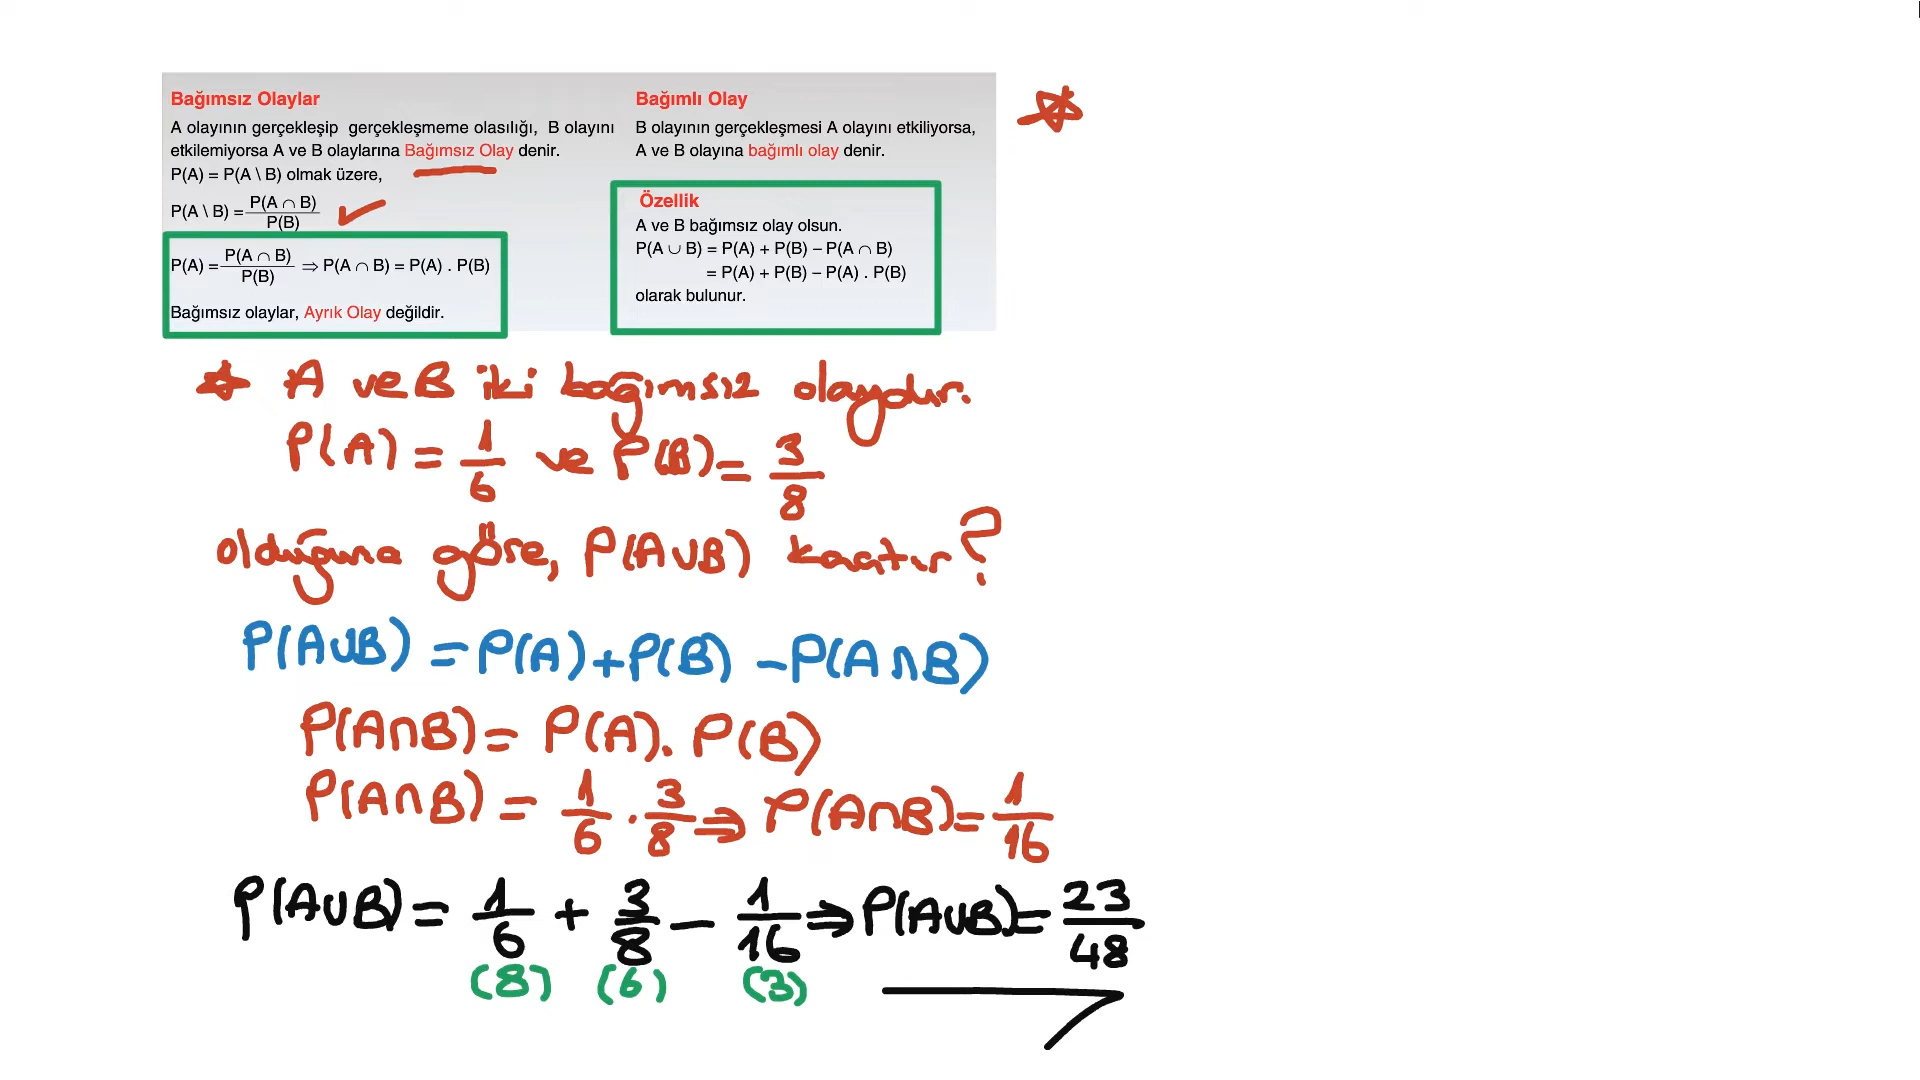 Bağımsız Olaylar
A olayının gerçekleşip gerçekleşmeme olasılığı, B olayını
etkilemiyorsa A ve B olaylarına Bağımsız Olay denir.
P(A) = P(A \ B) olmak üzere,
P(A \ B) = P(A ∩ B) / P(B)
P(A) = P(A ∩ B) / P(B) ⇒ P(A ∩ B) = P(A) . P(B)
Bağımsız olaylar, Ayrık Olay değildir.
Bağımlı Olay
B olayının gerçekleşmesi A olayını etkiliyorsa,
A ve B olayına bağımlı olay denir.
Özellik
A ve B bağımsız olay olsun.
P(A ∪ B) = P(A) + P(B) – P(A ∩ B)
= P(A) + P(B) – P(A) . P(B)
olarak bulunur.
A ve B iki bağımsız olaydır.
P(A) = 1/6 ve P(B) = 3/8
olduğuna göre, P(A∪B) kaçtır?
P(A∪B) = P(A) + P(B) - P(A∩B)
P(A∩B) = P(A). P(B)
P(A∩B) = 1/6 . 3/8 ⇒ P(A∩B) = 1/16
P(A∪B) = 1/6 + 3/8 - 1/16 ⇒ P(A∪B) = 23/48
(8) (6) (3)